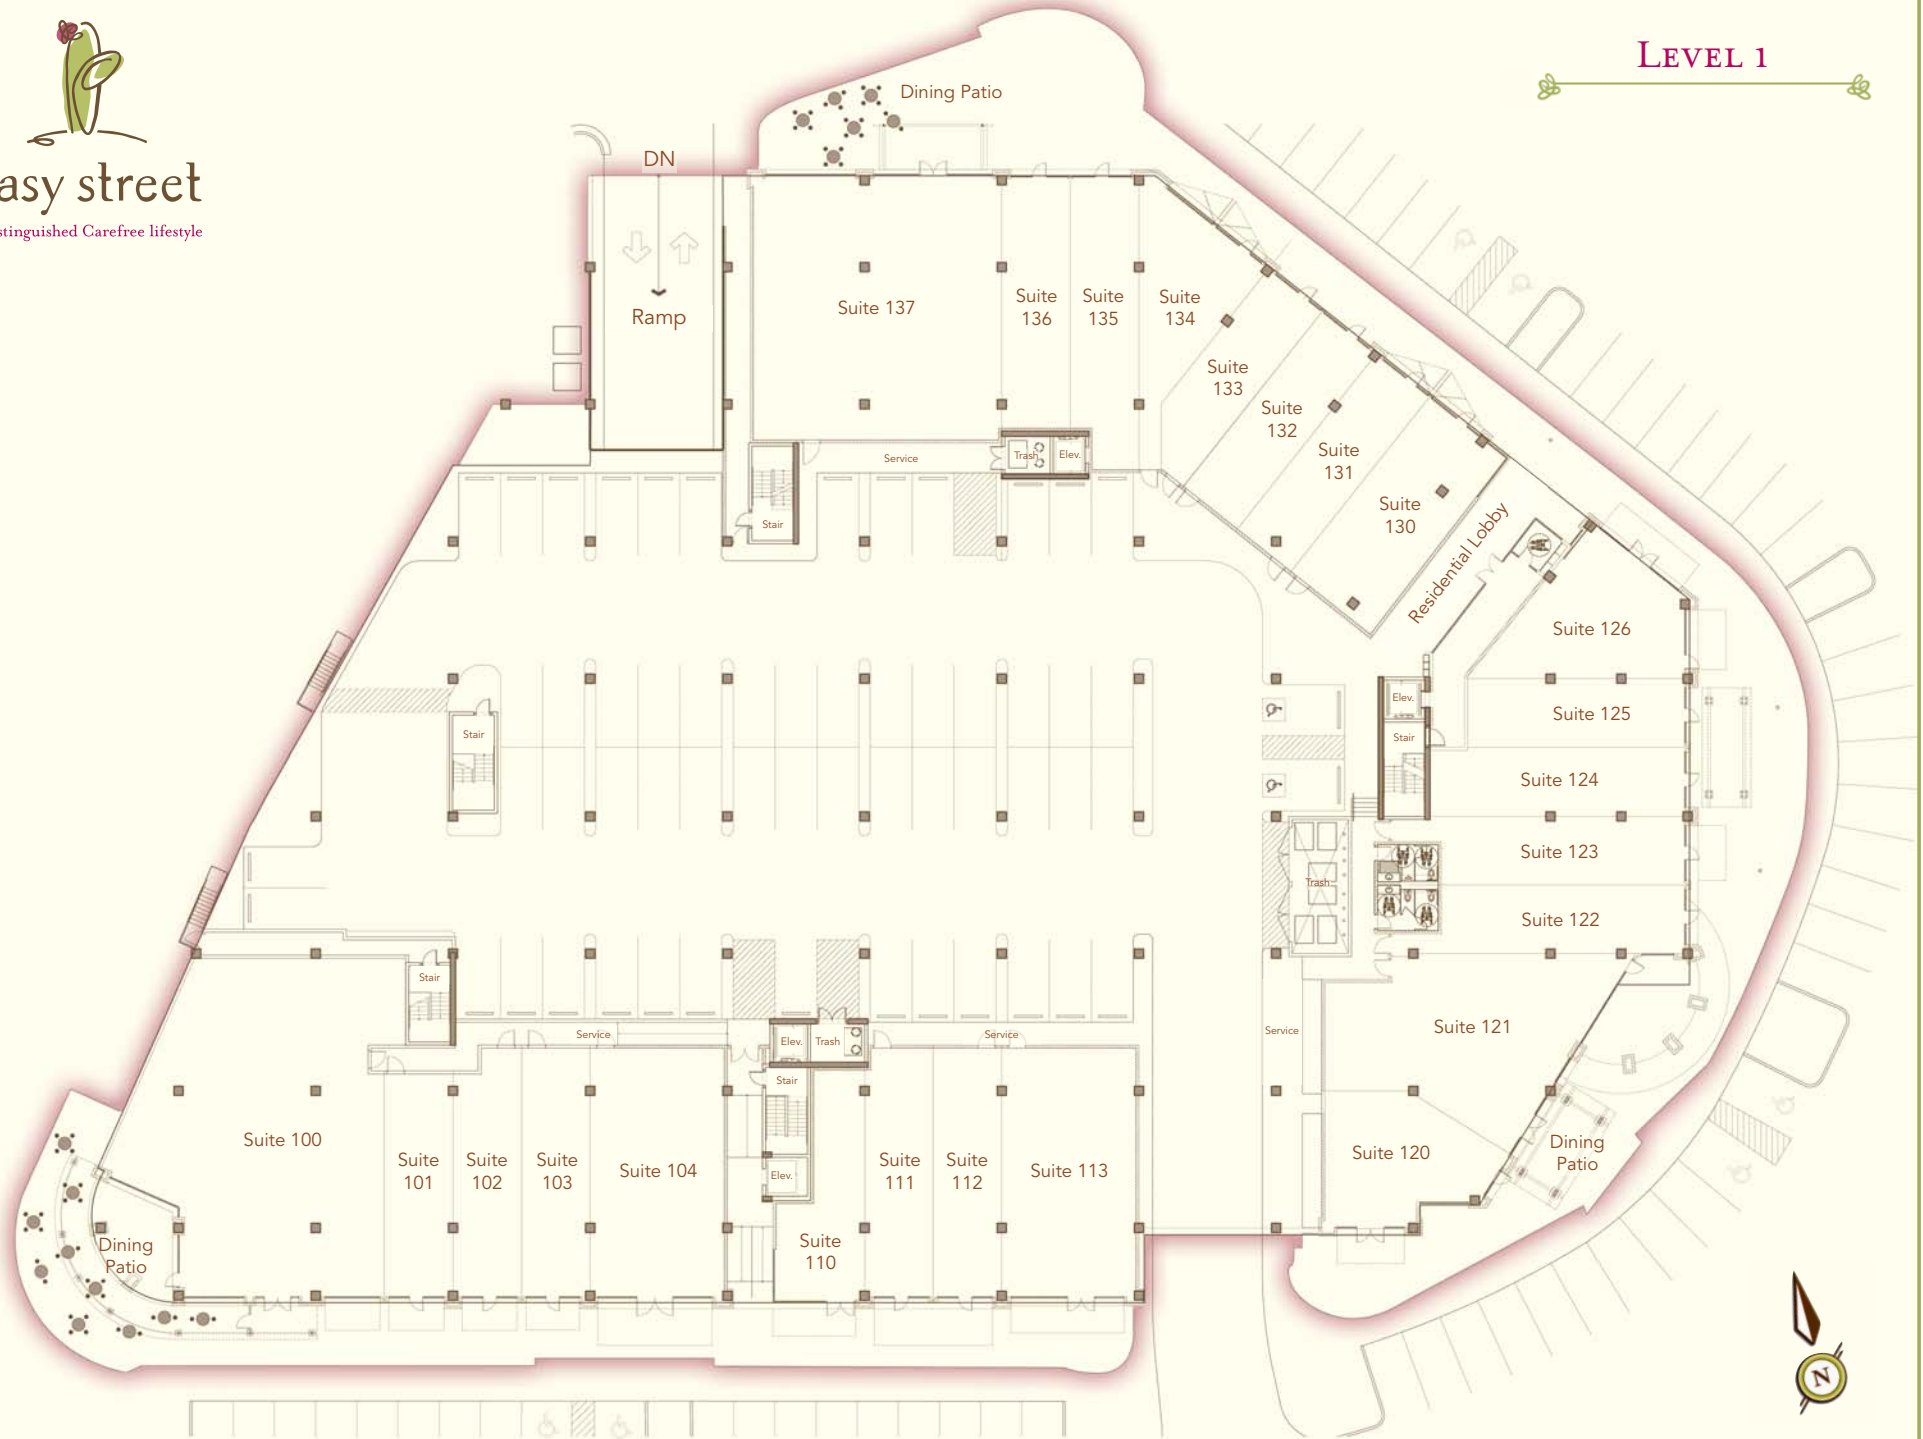 Level 1
asy street
stinguished Carefree lifestyle
Dining Patio
DN
Ramp
Suite 137
Suite
136
Suite
135
Suite
134
Suite
133
Suite
132
Suite
131
Suite
130
Residential Lobby
Service
Trash
Elev.
Stair
Suite 126
Suite 125
Suite 124
Suite 123
Suite 122
Suite 121
Suite 120
Dining
Patio
Elev.
Stair
Trash
Service
Stair
Stair
Service
Elev.
Trash
Service
Stair
Elev.
Suite 100
Suite
101
Suite
102
Suite
103
Suite 104
Suite
110
Suite
111
Suite
112
Suite 113
Dining
Patio
N